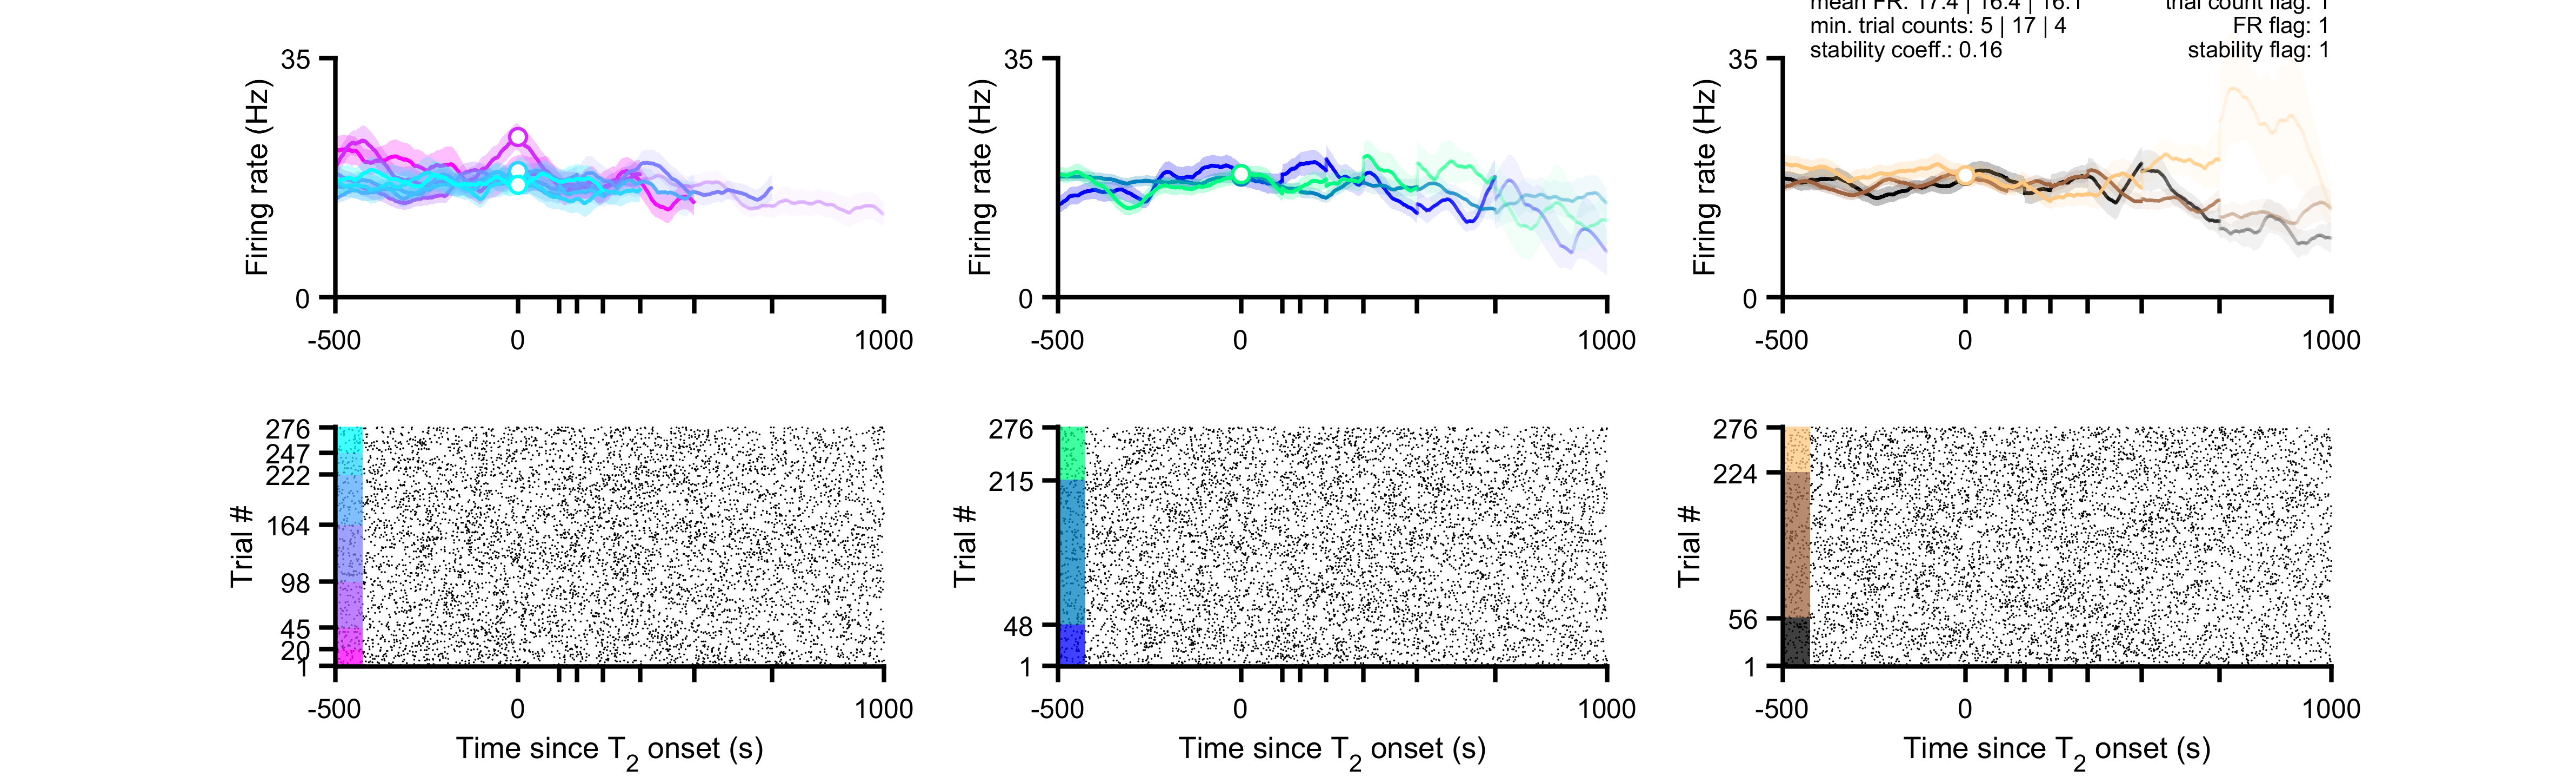 mean FR: 17.4 | 16.4 | 16.1 trial count flag: 1
min. trial counts: 5 | 17 | 4 FR flag: 1
stability coeff.: 0.16 stability flag: 1
35 35 35
Firing rate (Hz) Firing rate (Hz) Firing rate (Hz)
0 0 0
-500 0 1000 -500 0 1000 -500 0 1000
276 276 276
247
222 215 224
164
Trial # Trial # Trial #
98
45 48 56
20
1 1 1
-500 0 1000 -500 0 1000 -500 0 1000
Time since T2 onset (s) Time since T2 onset (s) Time since T2 onset (s)